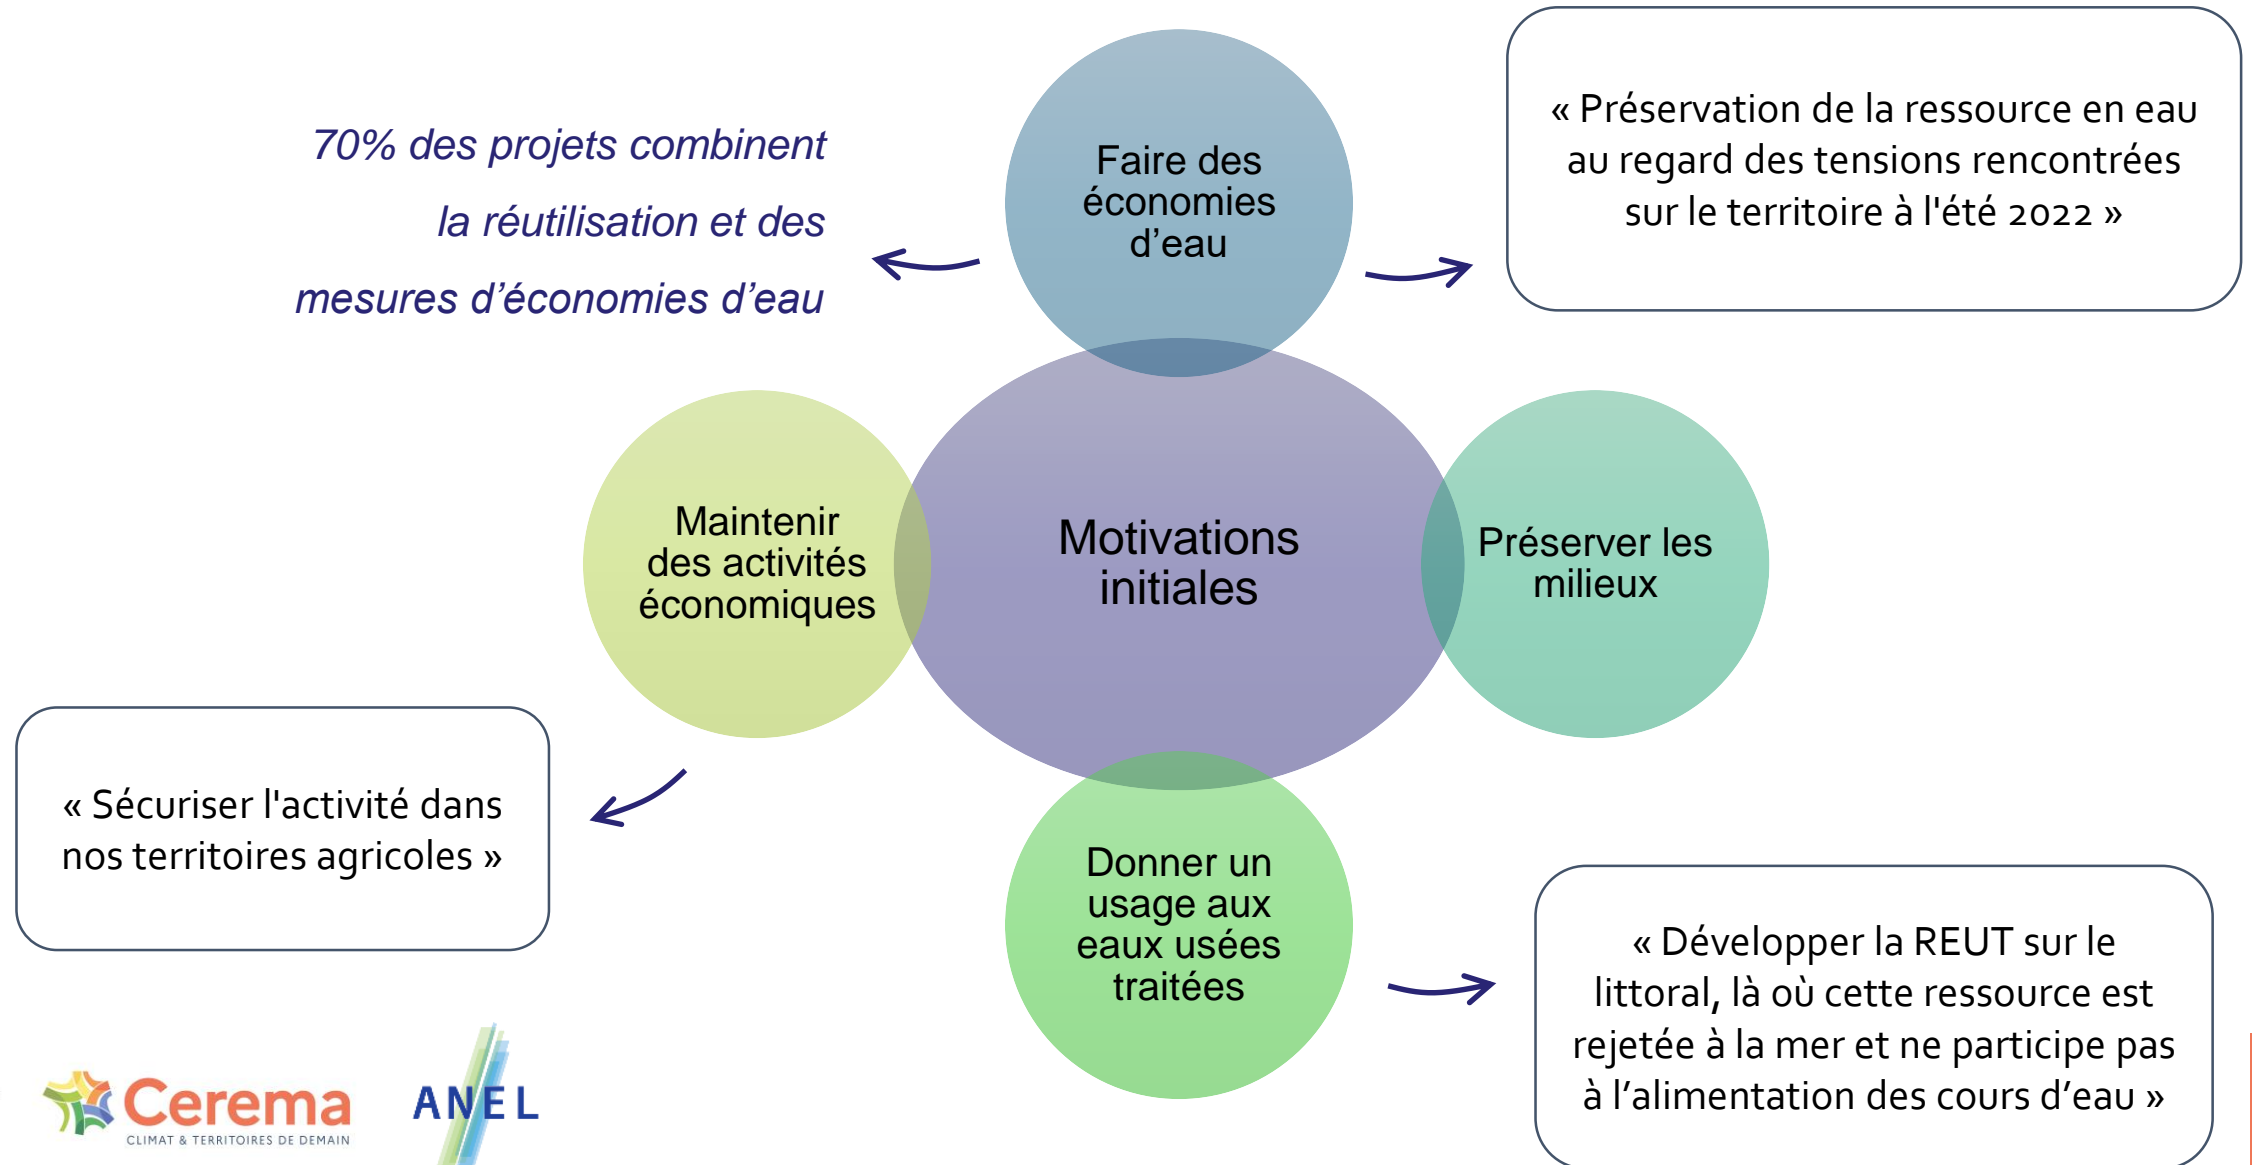 70% des projets combinent
la réutilisation et des
mesures d’économies d’eau
Faire des
économies
d’eau
« Préservation de la ressource en eau
au regard des tensions rencontrées
sur le territoire à l'été 2022 »
Maintenir
des activités
économiques
Motivations
initiales
Préserver les
milieux
« Sécuriser l'activité dans
nos territoires agricoles »
Donner un
usage aux
eaux usées
traitées
« Développer la REUT sur le
littoral, là où cette ressource est
rejetée à la mer et ne participe pas
à l’alimentation des cours d’eau »
Cerema
CLIMAT & TERRITOIRES DE DEMAIN
ANEL